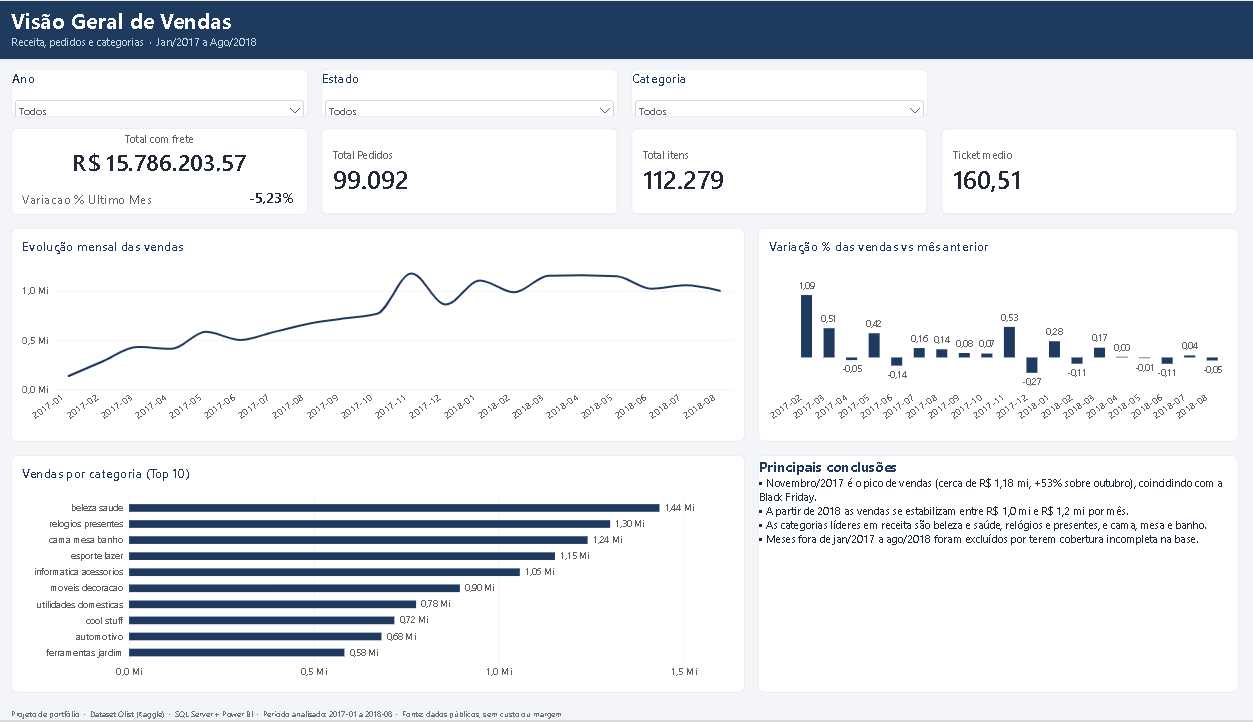 Visão Geral de Vendas
Receita, pedidos e categorias · Jan/2017 a Ago/2018
Ano
Estado
Categoria
Todos
Todos
Todos
Total com frete
R$ 15.786.203,57
Variacao % Ultimo Mes
-5,23%
Total Pedidos
99.092
Total itens
112.279
Ticket medio
160,51
Evolução mensal das vendas
1,0 Mi
0,5 Mi
0,0 Mi
2017-01
2017-02
2017-03
2017-04
2017-05
2017-06
2017-07
2017-08
2017-09
2017-10
2017-11
2017-12
2018-01
2018-02
2018-03
2018-04
2018-05
2018-06
2018-07
2018-08
Variação % das vendas vs mês anterior
1,09
0,51
-0,05
0,42
-0,14
0,16
0,14
0,08
0,07
0,53
-0,27
0,28
-0,11
0,17
0,00
-0,01
-0,11
0,04
-0,05
2017-02
2017-03
2017-04
2017-05
2017-06
2017-07
2017-08
2017-09
2017-10
2017-11
2017-12
2018-01
2018-02
2018-03
2018-04
2018-05
2018-06
2018-07
2018-08
Vendas por categoria (Top 10)
beleza saude
1,44 Mi
relogios presentes
1,30 Mi
cama mesa banho
1,24 Mi
esporte lazer
1,15 Mi
informatica acessorios
1,05 Mi
moveis decoracao
0,90 Mi
utilidades domesticas
0,78 Mi
cool stuff
0,72 Mi
automotivo
0,68 Mi
ferramentas jardim
0,58 Mi
0,0 Mi
0,5 Mi
1,0 Mi
1,5 Mi
Principais conclusões
• Novembro/2017 é o pico de vendas (cerca de R$ 1,18 mi, +53% sobre outubro), coincidindo com a
Black Friday.
• A partir de 2018 as vendas se estabilizam entre R$ 1,0 mi e R$ 1,2 mi por mês.
• As categorias líderes em receita são beleza e saúde, relógios e presentes, e cama, mesa e banho.
• Meses fora de jan/2017 a ago/2018 foram excluídos por terem cobertura incompleta na base.
Projeto de portfólio · Dataset Olist (Kaggle) · SQL Server + Power BI · Período analisado: 2017-01 a 2018-08 · Fonte: dados públicos, sem custo ou margem